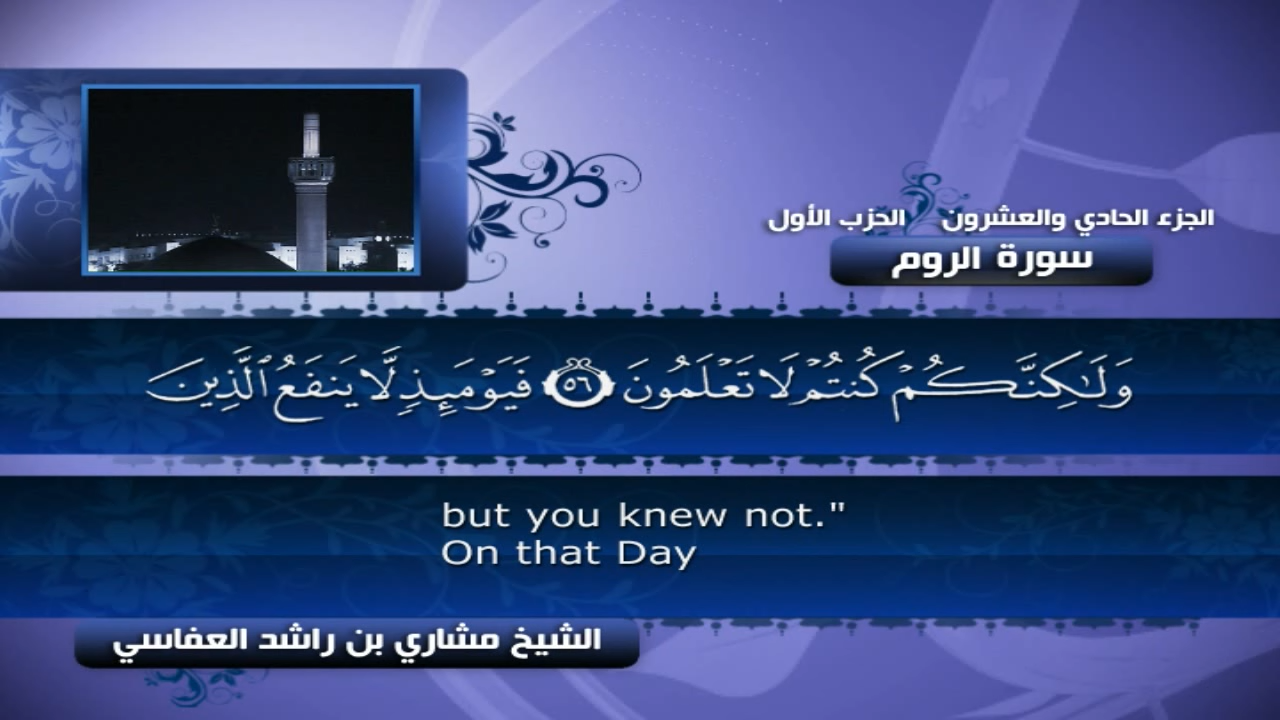 الجزء الحادي والعشرون الحزب الأول
سورة الروم
وَلَٰكِنَّكُمْ كُنتُمْ لَا تَعْلَمُونَ ٥٦ فَيَوْمَئِذٍ لَّا يَنفَعُ ٱلَّذِينَ
but you knew not."
On that Day
الشيخ مشاري بن راشد العفاسي